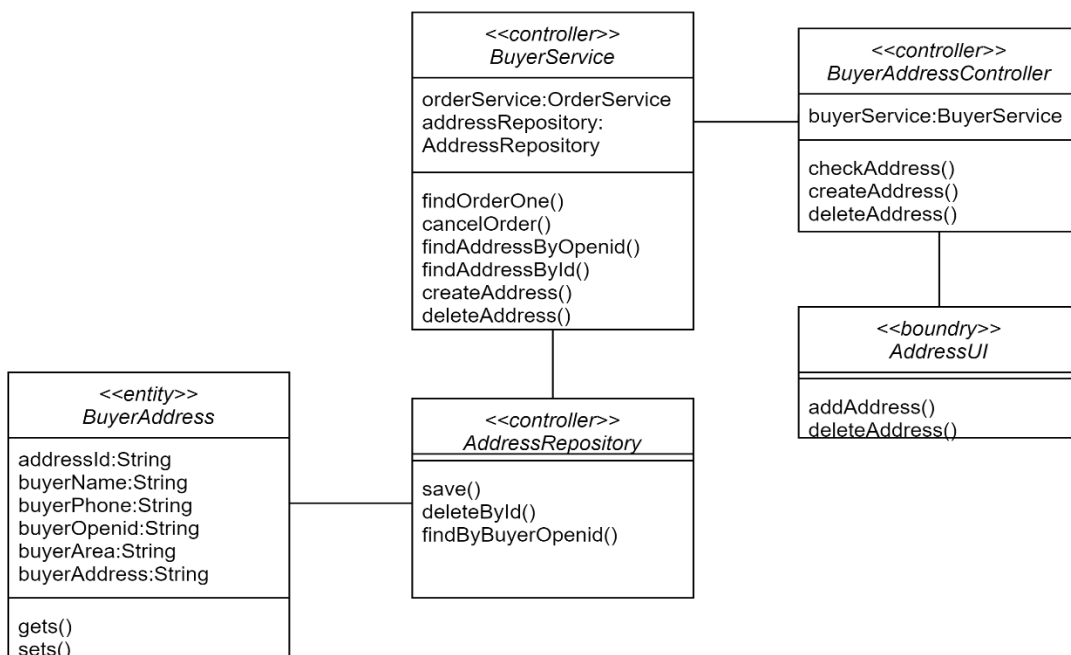 <<controller>>
BuyerService
orderService:OrderService
addressRepository:
AddressRepository
findOrderOne()
cancelOrder()
findAddressByOpenid()
findAddressById()
createAddress()
deleteAddress()
<<controller>>
BuyerAddressController
buyerService:BuyerService
checkAddress()
createAddress()
deleteAddress()
<<boundry>>
AddressUI
addAddress()
deleteAddress()
<<entity>>
BuyerAddress
addressId:String
buyerName:String
buyerPhone:String
buyerOpenid:String
buyerArea:String
buyerAddress:String
gets()
sets()
<<controller>>
AddressRepository
save()
deleteById()
findByBuyerOpenid()